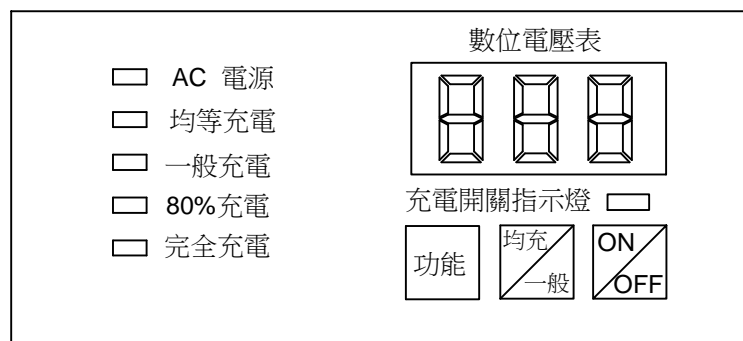 數位電壓表
AC 電源
均等充電
一般充電
80%充電
完全充電
888
充電開關指示燈
功能
均充
一般
ON
OFF